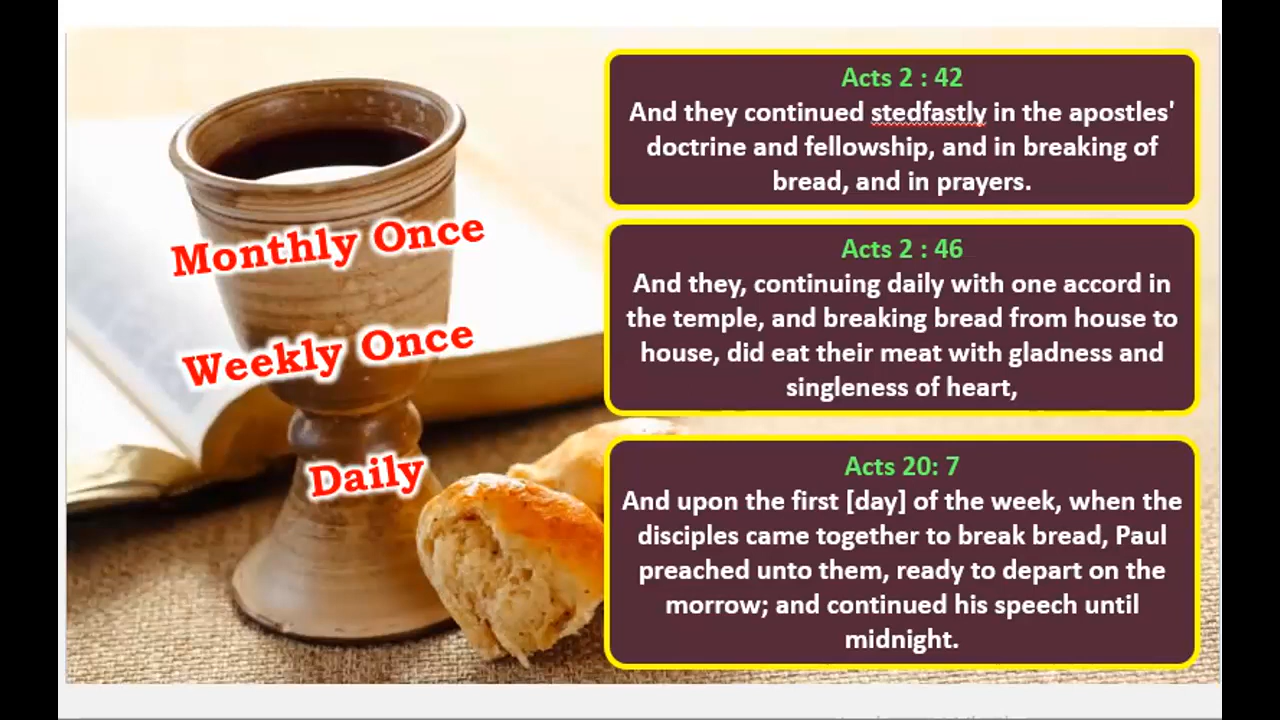 Monthly Once
Weekly Once
Daily
Acts 2 : 42
And they continued stedfastly in the apostles'
doctrine and fellowship, and in breaking of
bread, and in prayers.
Acts 2 : 46
And they, continuing daily with one accord in
the temple, and breaking bread from house to
house, did eat their meat with gladness and
singleness of heart,
Acts 20: 7
And upon the first [day] of the week, when the
disciples came together to break bread, Paul
preached unto them, ready to depart on the
morrow; and continued his speech until
midnight.